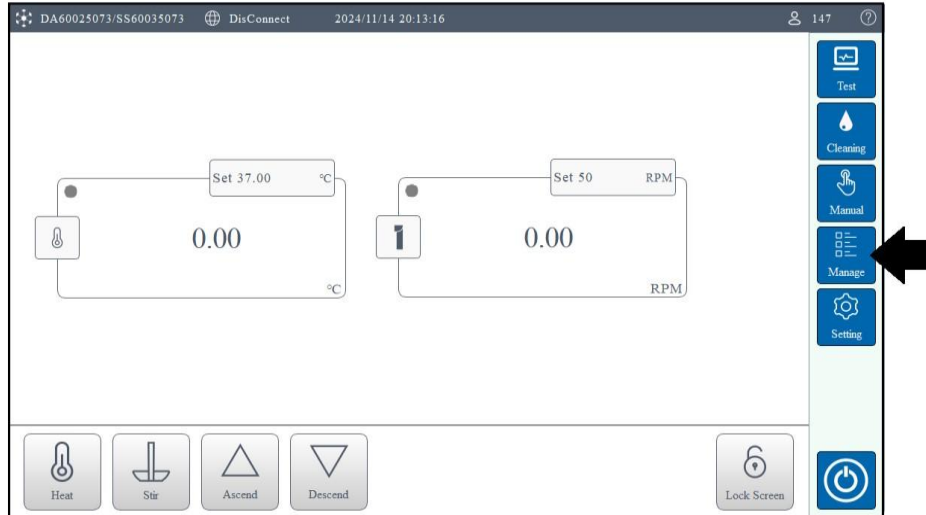 DA60025073/SS60035073 DisConnect 2024/11/14 20:13:16 147 ?
Test
Cleaning
Manual
Manage
Setting
Set 37.00 ℃
0.00
℃
Set 50 RPM
1
0.00
RPM
Heat
Stir
Ascend
Descend
Lock Screen